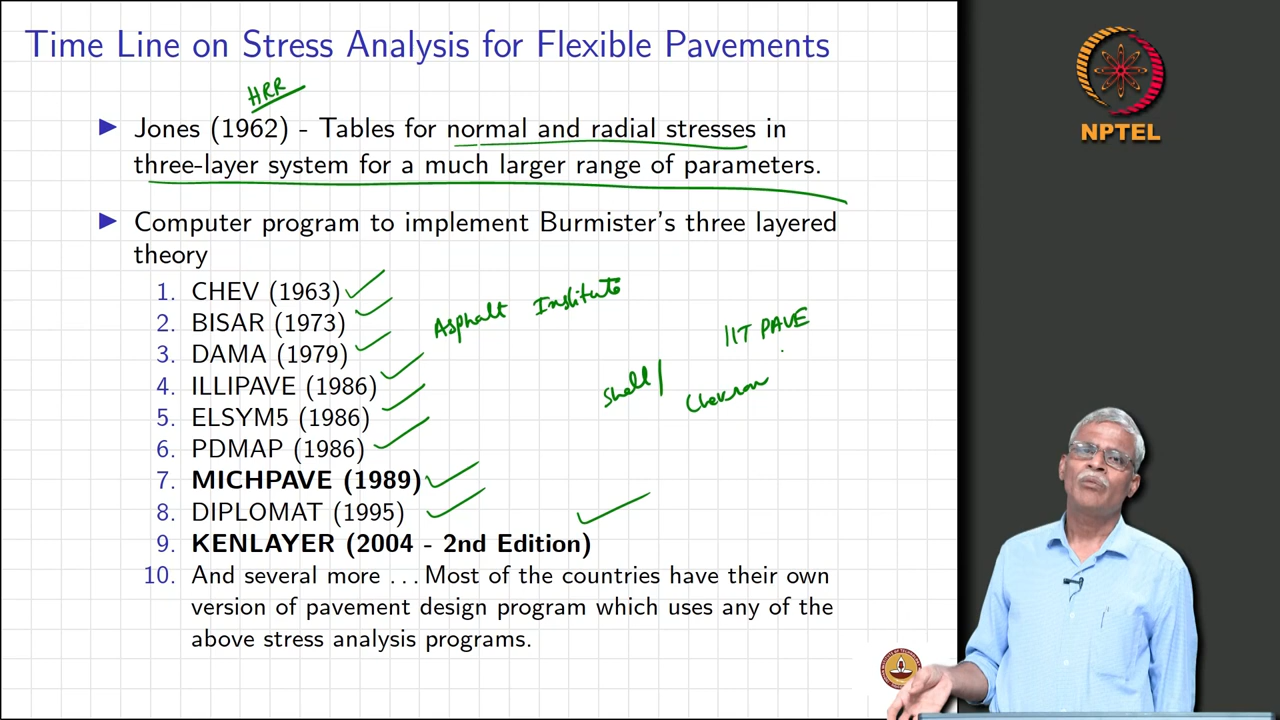 Time Line on Stress Analysis for Flexible Pavements
HRR
▶ Jones (1962) - Tables for normal and radial stresses in
three-layer system for a much larger range of parameters.
▶ Computer program to implement Burmister's three layered
theory
1. CHEV (1963)
2. BISAR (1973)
3. DAMA (1979)
4. ILLIPAVE (1986)
5. ELSYM5 (1986)
6. PDMAP (1986)
7. MICHPAVE (1989)
8. DIPLOMAT (1995)
9. KENLAYER (2004 - 2nd Edition)
10. And several more ... Most of the countries have their own
version of pavement design program which uses any of the
above stress analysis programs.
Asphalt Institute
IIT PAVE
Shell/
Chevron
NPTEL